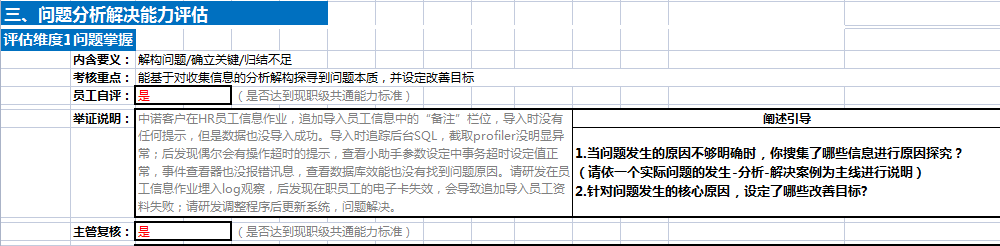 三、问题分析解决能力评估
评估维度1问题掌握
内含要义： 解构问题/确立关键/归结不足
考核重点： 能基于对收集信息的分析解构探寻到问题本质，并设定改善目标
员工自评： 是 （是否达到现职级共通能力标准）
举证说明： 中诺客户在HR员工信息作业，追加导入员工信息中的“备注”栏位，导入时没有
任何提示，但是数据也没导入成功。导入时追踪后台SQL，截取profiler没明显异
常；后发现偶尔会有操作超时的提示，查看小助手参数设定中事务超时设定值正
常，事件查看器也没报错讯息，查看数据库效能也没有找到问题原因。请研发在员
工信息作业埋入log观察，后发现在职员工的电子卡失效，会导致追加导入员工资
料失败；请研发调整程序后更新系统，问题解决。
阐述引导
1.当问题发生的原因不够明确时，你搜集了哪些信息进行原因探究？
（请依一个实际问题的发生-分析-解决案例为主线进行说明）
2.针对问题发生的核心原因，设定了哪些改善目标?
主管复核： 是 （是否达到现职级共通能力标准）